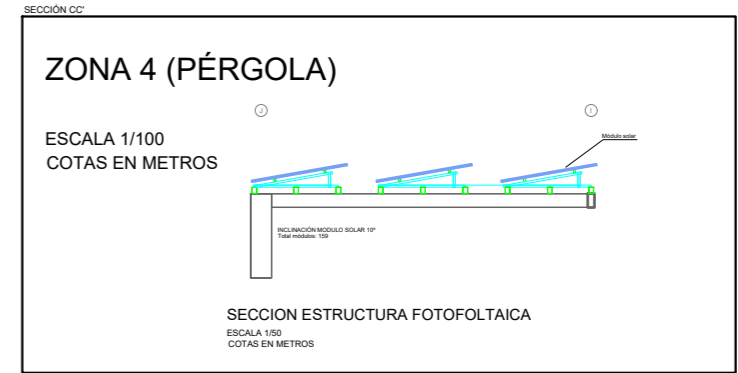 SECCIÓN CC'
ZONA 4 (PÉRGOLA)
J
I
ESCALA 1/100
COTAS EN METROS
Módulo solar
INCLINACIÓN MODULO SOLAR 10º
Total módulos: 159
SECCION ESTRUCTURA FOTOFOLTAICA
ESCALA 1/50
COTAS EN METROS